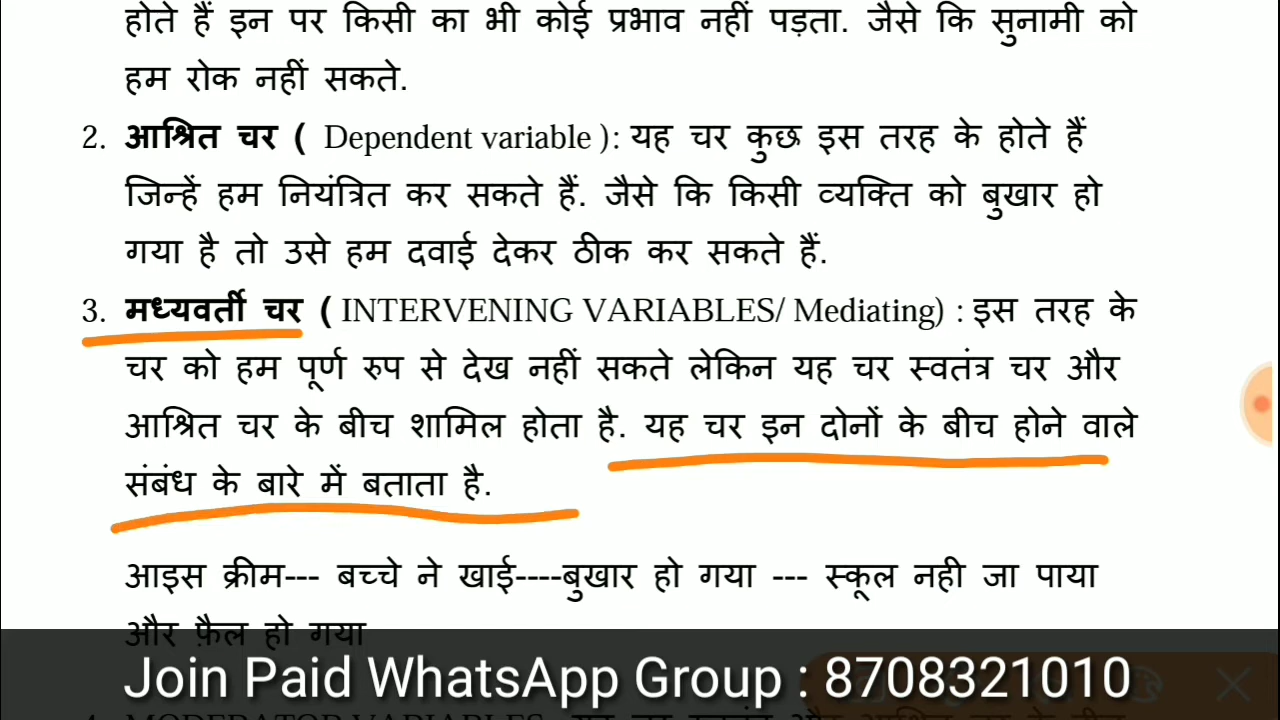 होते हैं इन पर किसी का भी कोई प्रभाव नहीं पड़ता. जैसे कि सुनामी को
हम रोक नहीं सकते.
2. आश्रित चर ( Dependent variable ): यह चर कुछ इस तरह के होते हैं
जिन्हें हम नियंत्रित कर सकते हैं. जैसे कि किसी व्यक्ति को बुखार हो
गया है तो उसे हम दवाई देकर ठीक कर सकते हैं.
3. मध्यवर्ती चर ( INTERVENING VARIABLES/ Mediating) : इस तरह के
चर को हम पूर्ण रुप से देख नहीं सकते लेकिन यह चर स्वतंत्र चर और
आश्रित चर के बीच शामिल होता है. यह चर इन दोनों के बीच होने वाले
संबंध के बारे में बताता है.
आइस क्रीम--- बच्चे ने खाई----बुखार हो गया --- स्कूल नही जा पाया
और फ़ैल हो गया
Join Paid WhatsApp Group : 8708321010
4. MODERATOR VARIABLES